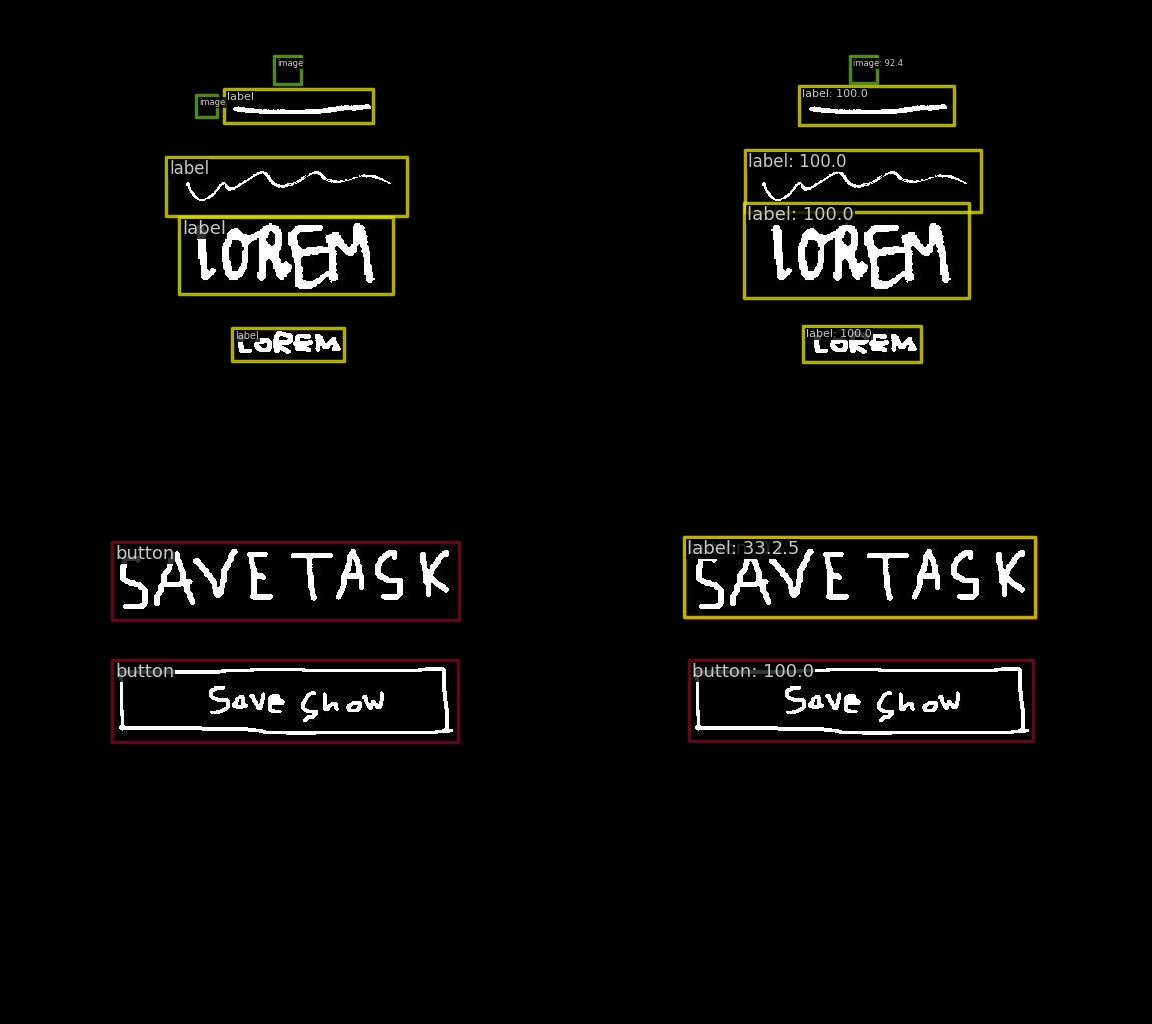 image image: 92.4
image label label: 100.0
label label: 100.0
label LOREM label: 100.0 LOREM
label LOREM label: 100.0 LOREM
button SAVE TASK label: 33.2.5 SAVE TASK
button button: 100.0
Save Show Save Show